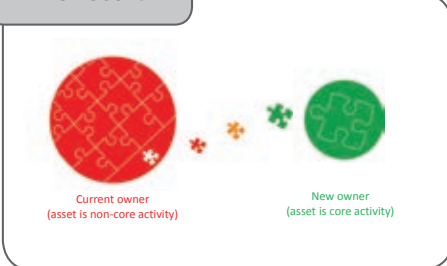 Current owner
(asset is non-core activity)
New owner
(asset is core activity)